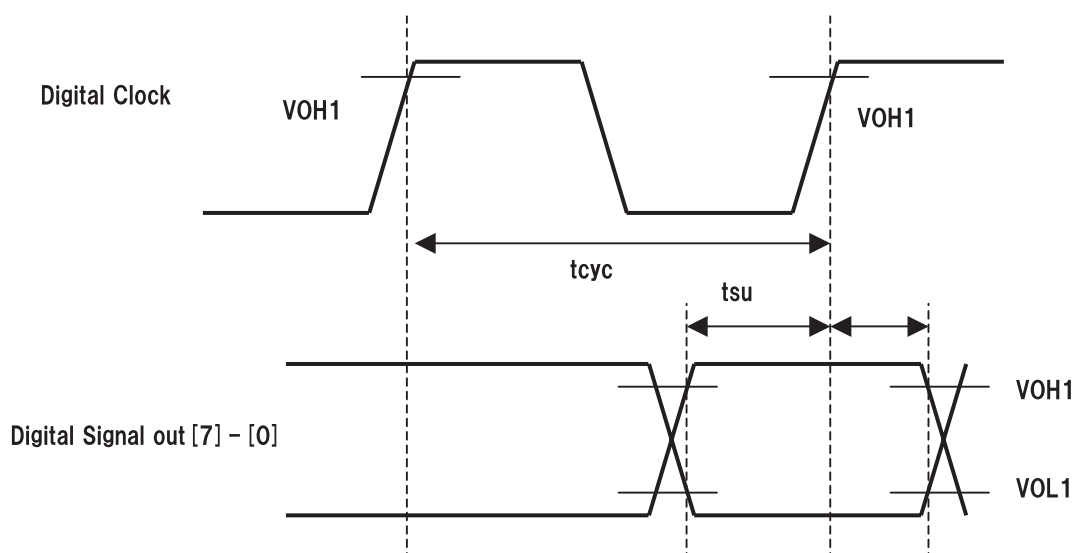 Digital Clock
VOH1
VOH1
tcyc
tsu
VOH1
Digital Signal out [7] - [0]
VOL1